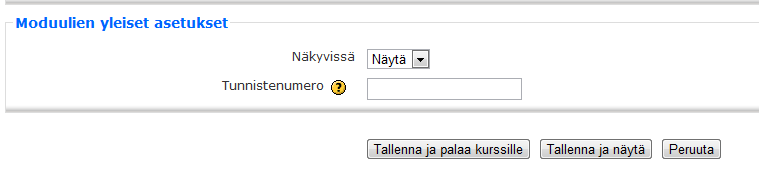 Moduulien yleiset asetukset
Näkyvissä Näytä
Tunnistenumero ?
Tallenna ja palaa kurssille Tallenna ja näytä Peruuta